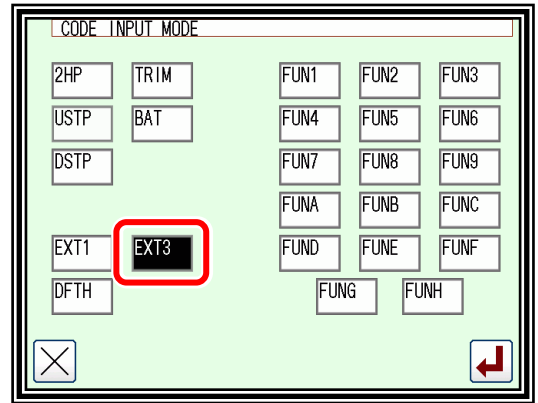 CODE INPUT MODE
2HP TRIM FUN1 FUN2 FUN3
USTP BAT FUN4 FUN5 FUN6
DSTP FUN7 FUN8 FUN9
FUNA FUNB FUNC
EXT1 EXT3 FUND FUNE FUNF
DFTH FUNG FUNH